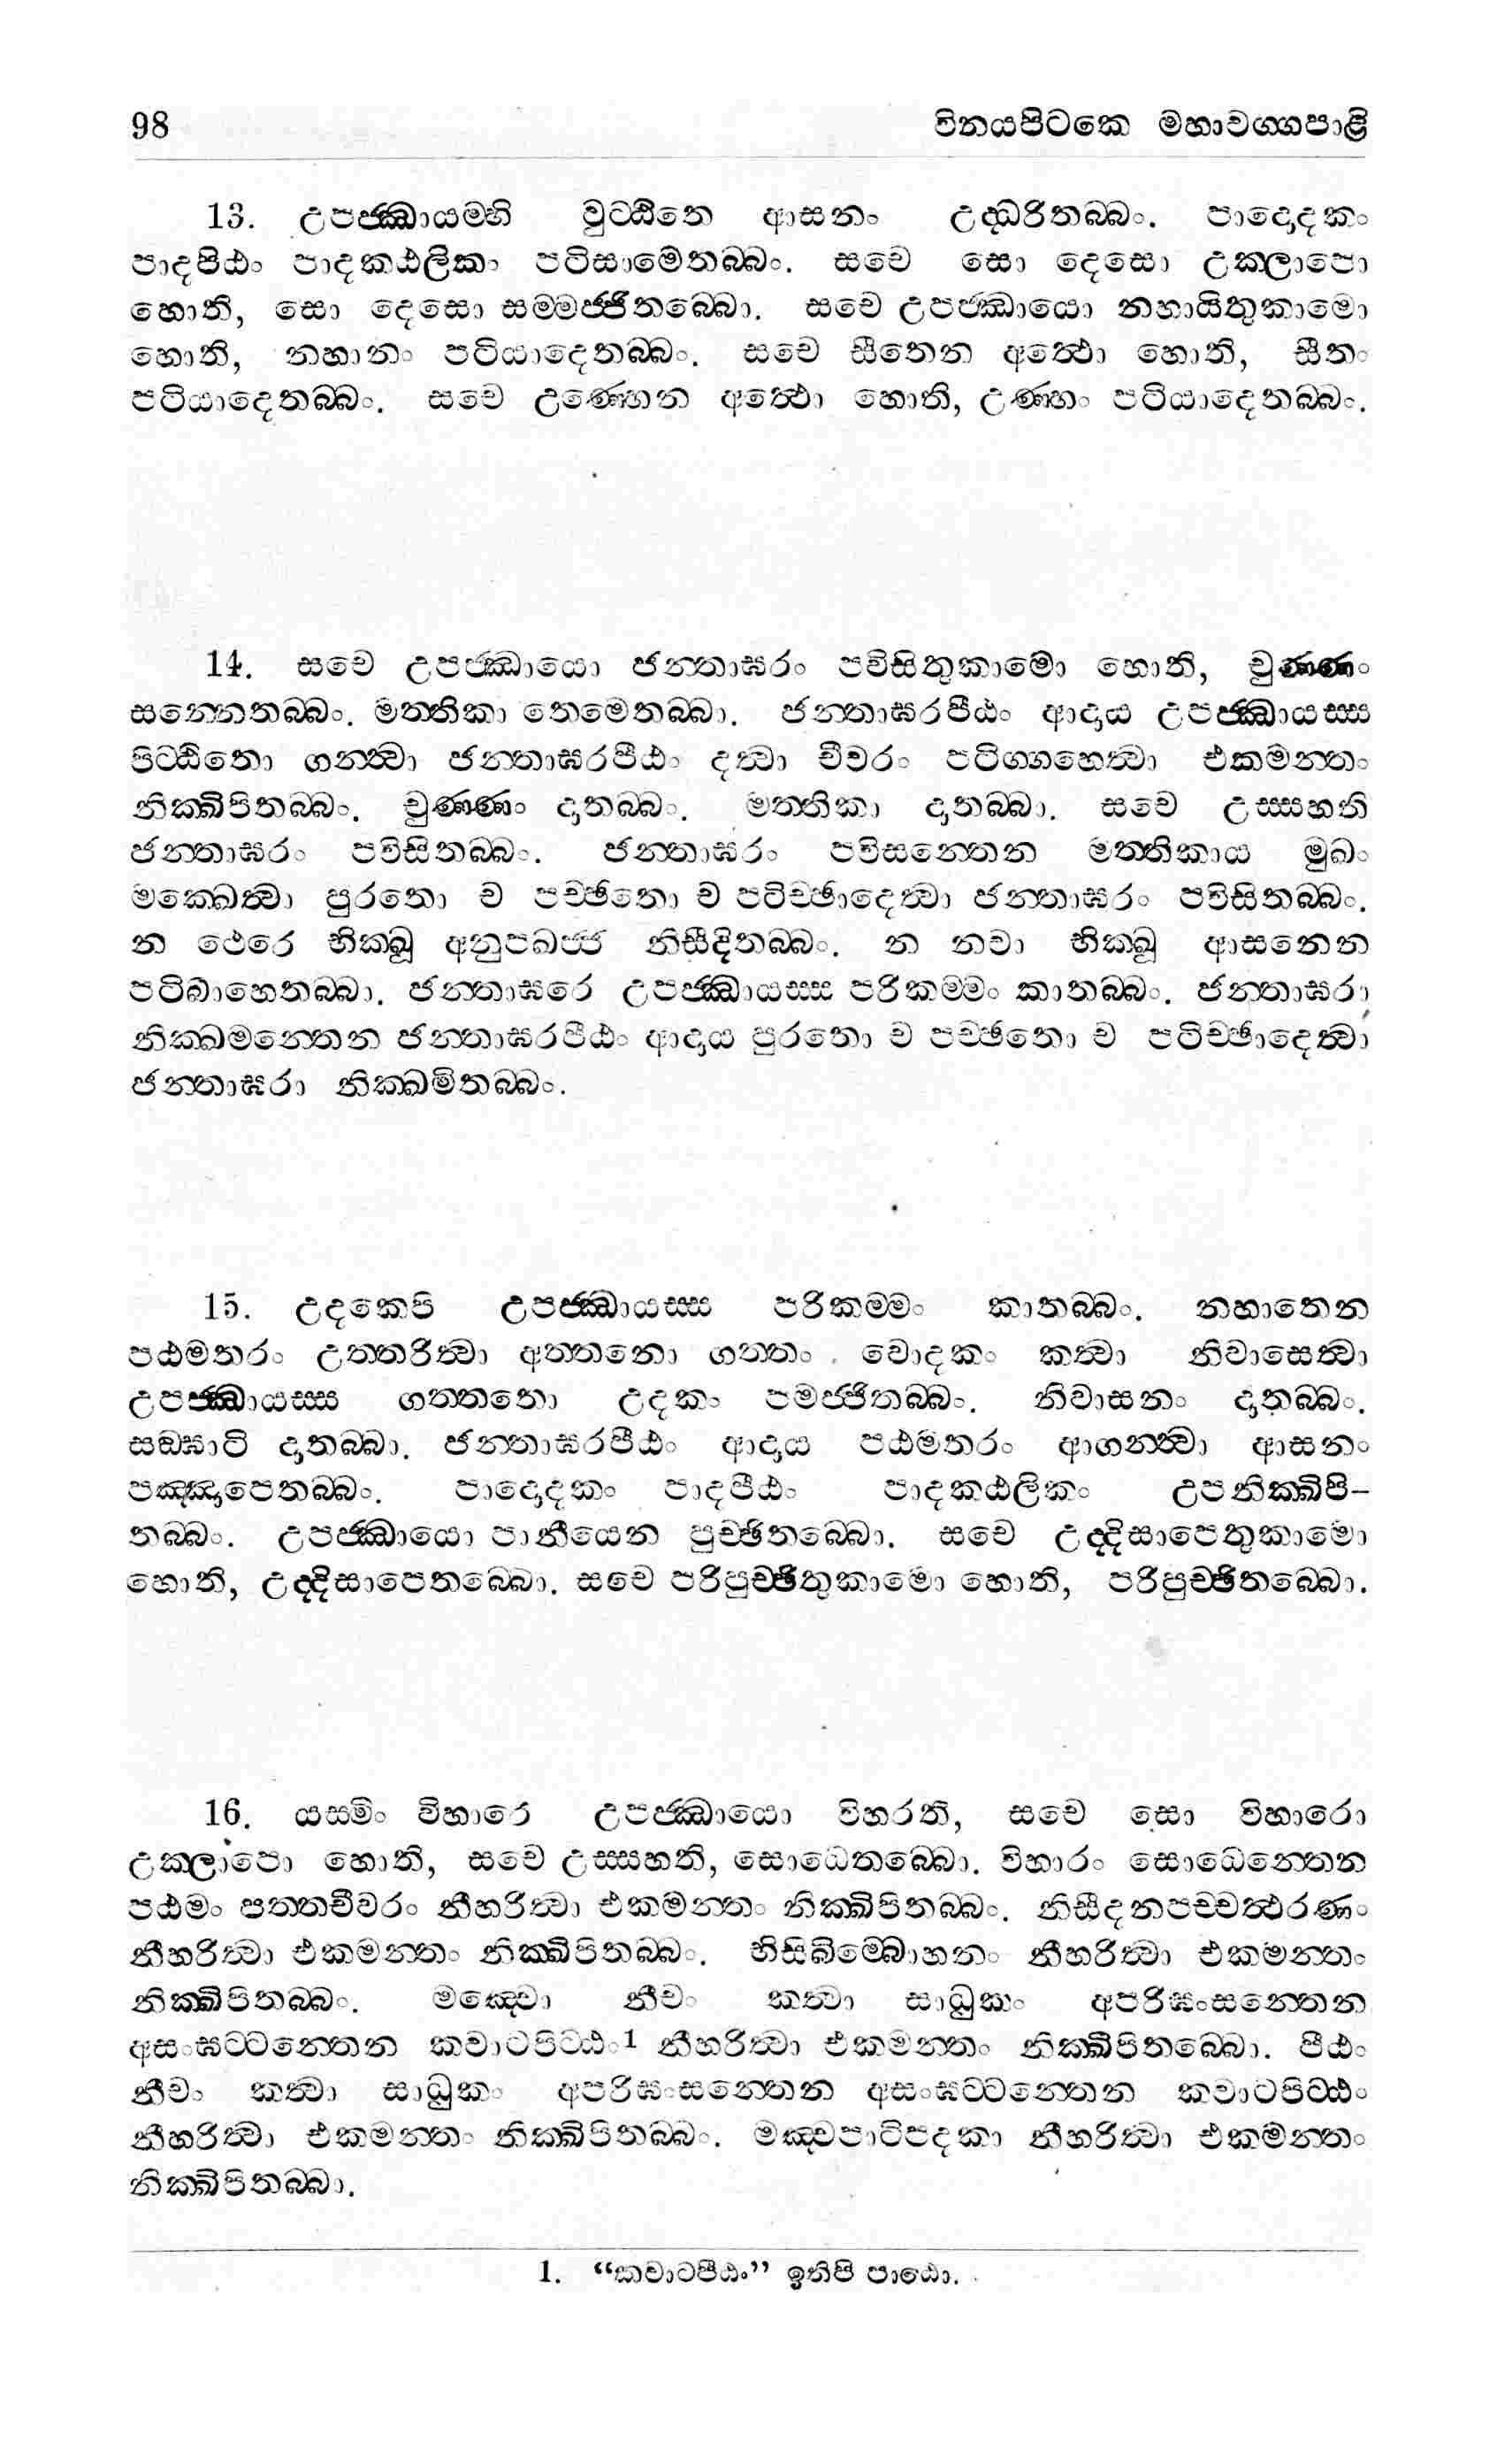 98 විනයපිටකෙ මහාවග්ගපාළි
13. උපජ්ඣායම්හි වුට්ඨිතෙ ආසනං උද්ධරිතබ්බං. පාදොදකං
පාදපිඨං පාදකඨලිකං පටිසාමෙතබ්බං. සචෙ සො දෙසො උක්ලාපො
හොති, සො දෙසො සම්මජ්ජිතබ්බො. සචෙ උපජ්ඣායො නහායිතුකාමො
හොති, නහානං පටියාදෙතබ්බං. සචෙ සීතෙන අත්ථො හොති, සීතං
පටියාදෙතබ්බං. සචෙ උණ්හෙන අත්ථො හොති, උණ්හං පටියාදෙතබ්බං.
14. සචෙ උපජ්ඣායො ජන්තාඝරං පවිසිතුකාමො හොති, චුණ්ණං
සන්නෙතබ්බං. මත්තිකා තෙමෙතබ්බා. ජන්තාඝරපීඨං ආදාය උපජ්ඣායස්ස
පිට්ඨිතො ගන්ත්වා ජන්තාඝරපීඨං දත්වා චීවරං පටිග්ගහෙත්වා එකමන්තං
නික්ඛිපිතබ්බං. චුණ්ණං දාතබ්බං. මත්තිකා දාතබ්බා. සචෙ උස්සහති
ජන්තාඝරං පවිසිතබ්බං. ජන්තාඝරං පවිසන්තෙන මත්තිකාය මුඛං
මක්ඛෙත්වා පුරතො ච පච්ඡතො ච පටිච්ඡාදෙත්වා ජන්තාඝරං පවිසිතබ්බං.
න ථෙරෙ භික්ඛූ අනුපඛජ්ජ නිසීදිතබ්බං. න නවා භික්ඛූ ආසනෙන
පටිබාහෙතබ්බා. ජන්තාඝරෙ උපජ්ඣායස්ස පරිකම්මං කාතබ්බං. ජන්තාඝරා
නික්ඛමන්තෙන ජන්තාඝරපීඨං ආදාය පුරතො ච පච්ඡතො ච පටිච්ඡාදෙත්වා
ජන්තාඝරා නික්ඛමිතබ්බං.
15. උදකෙපි උපජ්ඣායස්ස පරිකම්මං කාතබ්බං. නහාතෙන
පඨමතරං උත්තරිත්වා අත්තනො ගත්තං වොදකං කත්වා නිවාසෙත්වා
උපජ්ඣායස්ස ගත්තතො උදකං පමජ්ජිතබ්බං. නිවාසනං දාතබ්බං.
සඞ්ඝාටි දාතබ්බා. ජන්තාඝරපීඨං ආදාය පඨමතරං ආගන්ත්වා ආසනං
පඤ්ඤාපෙතබ්බං. පාදොදකං පාදපීඨං පාදකඨලිකං උපනික්ඛිපි-
තබ්බං. උපජ්ඣායො පානීයෙන පුච්ඡිතබ්බො. සචෙ උද්දිසාපෙතුකාමො
හොති, උද්දිසාපෙතබ්බො. සචෙ පරිපුච්ඡිතුකාමො හොති, පරිපුච්ඡිතබ්බො.
16. යස්මිං විහාරෙ උපජ්ඣායො විහරති, සචෙ සො විහාරො
උක්ලාපො හොති, සචෙ උස්සහති, සොධෙතබ්බො. විහාරං සොධෙන්තෙන
පඨමං පත්තචීවරං නීහරිත්වා එකමන්තං නික්ඛිපිතබ්බං. නිසීදනපච්චත්ථරණං
නීහරිත්වා එකමන්තං නික්ඛිපිතබ්බං. භිසිබිම්බොහනං නීහරිත්වා එකමන්තං
නික්ඛිපිතබ්බං. මඤ්චො නීචං කත්වා සාධුකං අපරිඝංසන්තෙන
අසංඝට්ටන්තෙන කවාටපිට්ඨං1 නීහරිත්වා එකමන්තං නික්ඛිපිතබ්බො. පීඨං
නීචං කත්වා සාධුකං අපරිඝංසන්තෙන අසංඝට්ටන්තෙන කවාටපිට්ඨං
නීහරිත්වා එකමන්තං නික්ඛිපිතබ්බං. මඤ්චපාටිපදකා නීහරිත්වා එකමන්තං
නික්ඛිපිතබ්බා.
1. “කවාටපීඨං” ඉතිපි පාඨො.